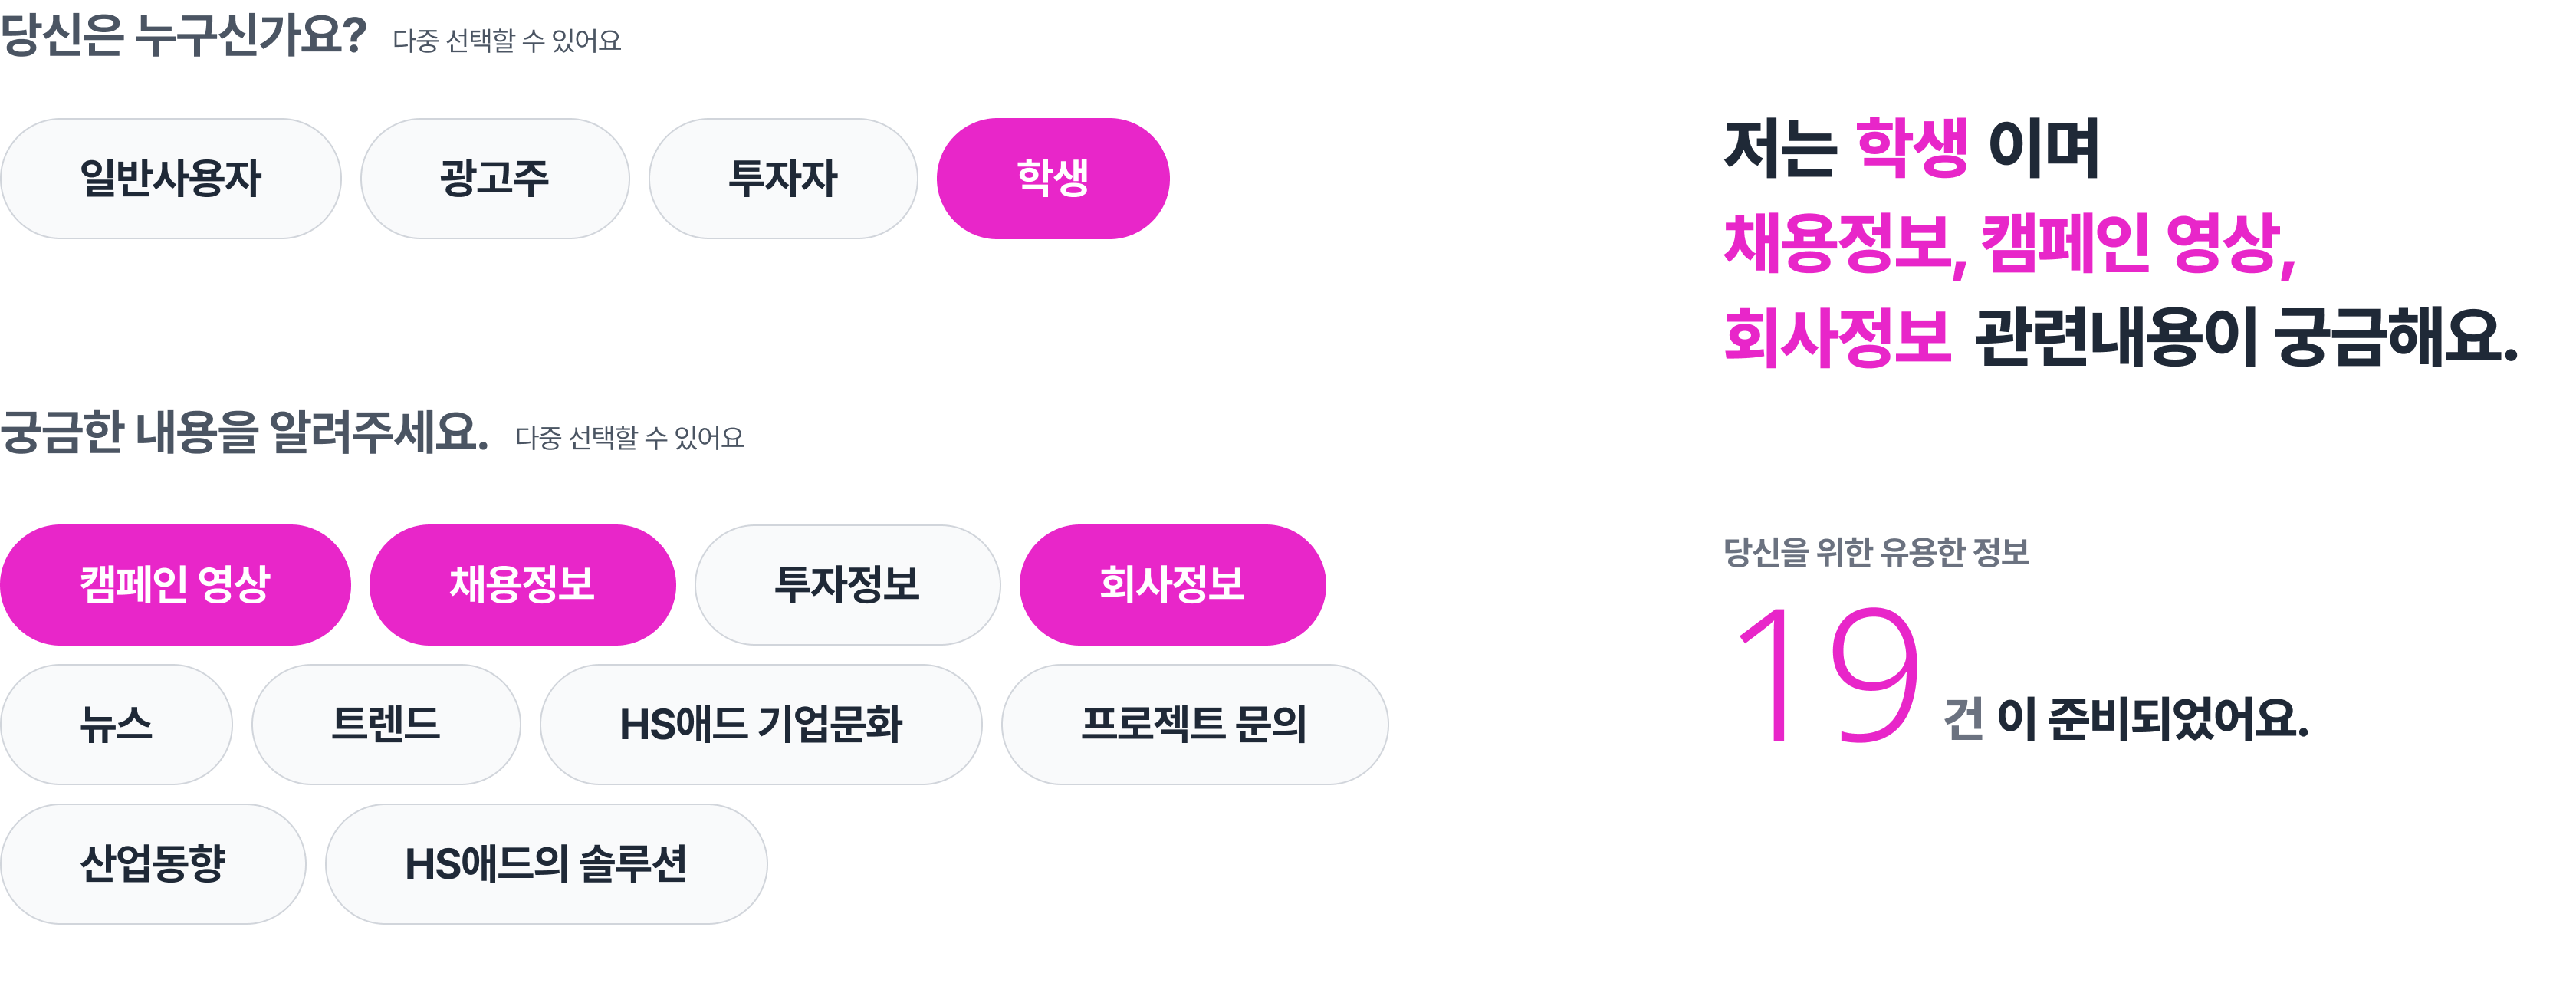 당신은 누구신가요? 다중 선택할 수 있어요
일반사용자 광고주 투자자 학생
궁금한 내용을 알려주세요. 다중 선택할 수 있어요
캠페인 영상 채용정보 투자정보 회사정보
뉴스 트렌드 HS애드 기업문화 프로젝트 문의
산업동향 HS애드의 솔루션
저는 학생 이며
채용정보, 캠페인 영상,
회사정보 관련내용이 궁금해요.
당신을 위한 유용한 정보
19 건 이 준비되었어요.